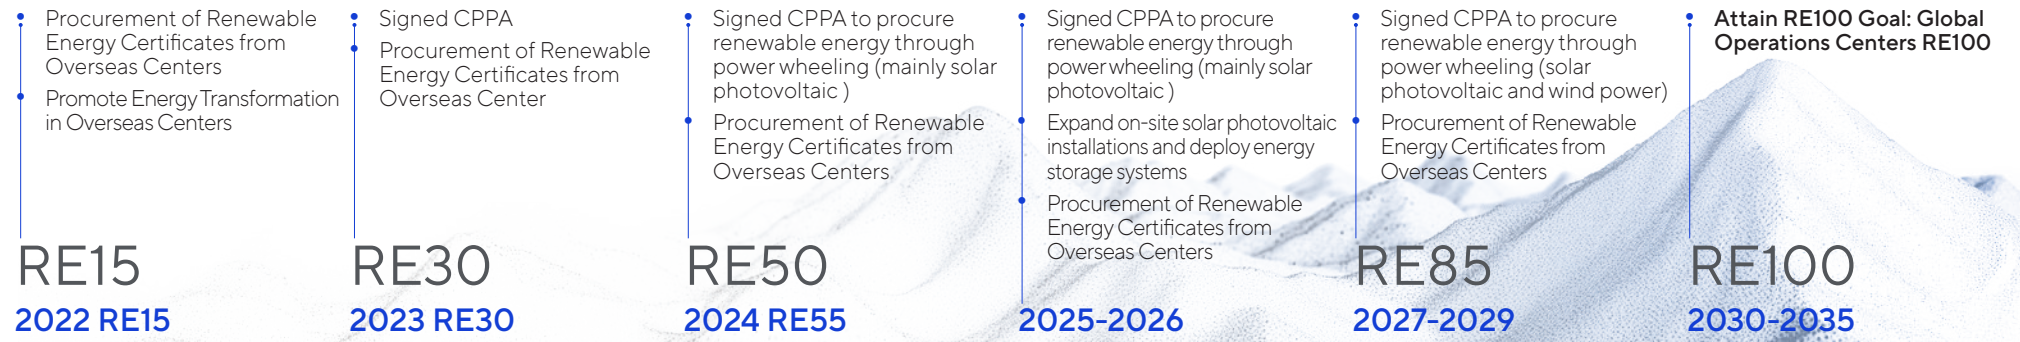 Procurement of Renewable
Energy Certificates from
Overseas Centers
Promote Energy Transformation
in Overseas Centers
RE15
2022 RE15
Signed CPPA
Procurement of Renewable
Energy Certificates from
Overseas Center
RE30
2023 RE30
Signed CPPA to procure
renewable energy through
power wheeling (mainly solar
photovoltaic )
Procurement of Renewable
Energy Certificates from
Overseas Centers
RE50
2024 RE55
Signed CPPA to procure
renewable energy through
power wheeling (mainly solar
photovoltaic )
Expand on-site solar photovoltaic
installations and deploy energy
storage systems
Procurement of Renewable
Energy Certificates from
Overseas Centers
2025-2026
Signed CPPA to procure
renewable energy through
power wheeling (solar
photovoltaic and wind power)
Procurement of Renewable
Energy Certificates from
Overseas Centers
RE85
2027-2029
Attain RE100 Goal: Global
Operations Centers RE100
RE100
2030-2035